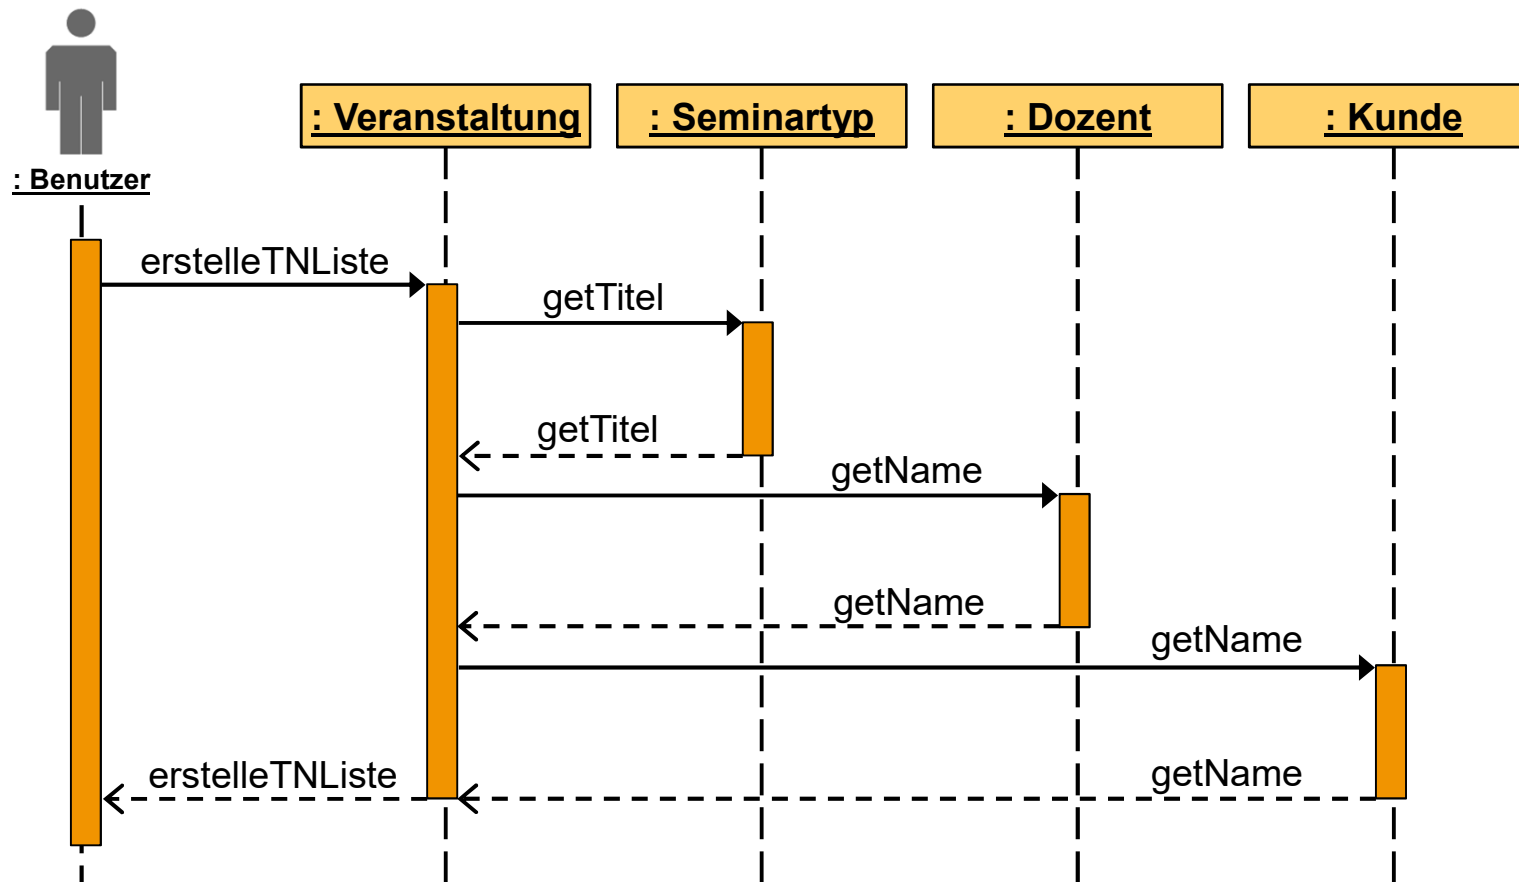 : Veranstaltung
: Seminartyp
: Dozent
: Kunde
: Benutzer
erstelleTNListe
getTitel
getTitel
getName
getName
getName
erstelleTNListe
getName